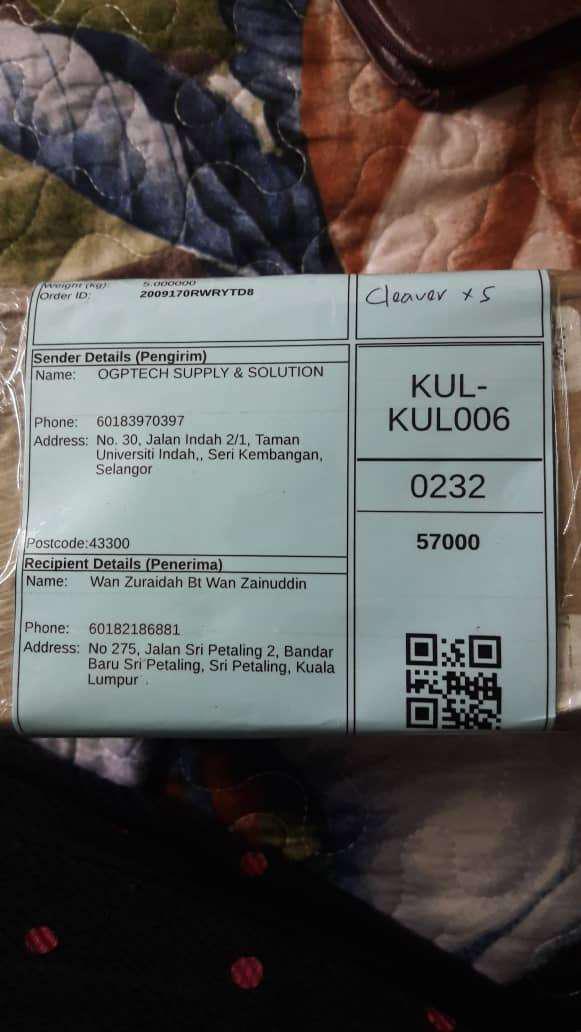 Weight (kg): 5.000000
Order ID: 2009170RWRYTD8
Cleaver x 5
Sender Details (Pengirim)
Name: OGPTECH SUPPLY & SOLUTION
Phone: 60183970397
Address: No. 30, Jalan Indah 2/1, Taman
Universiti Indah,, Seri Kembangan,
Selangor
Postcode:43300
KUL-
KUL006
0232
57000
Recipient Details (Penerima)
Name: Wan Zuraidah Bt Wan Zainuddin
Phone: 60182186881
Address: No 275, Jalan Sri Petaling 2, Bandar
Baru Sri Petaling, Sri Petaling, Kuala
Lumpur .